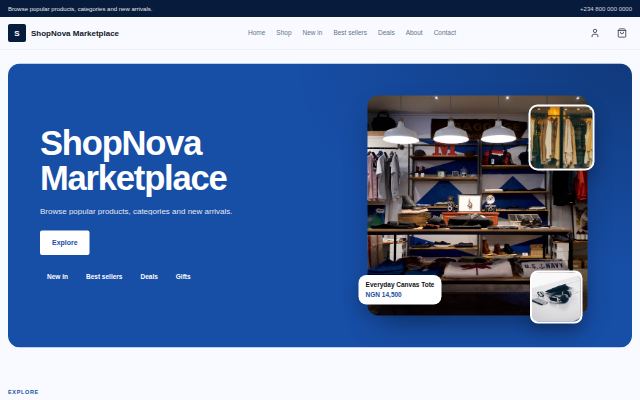 Browse popular products, categories and new arrivals.
+234 800 000 0000
S
ShopNova Marketplace
Home
Shop
New in
Best sellers
Deals
About
Contact
ShopNova
Marketplace
Browse popular products, categories and new arrivals.
Explore
New in
Best sellers
Deals
Gifts
Everyday Canvas Tote
NGN 14,500
U.S. NAVY
EXPLORE